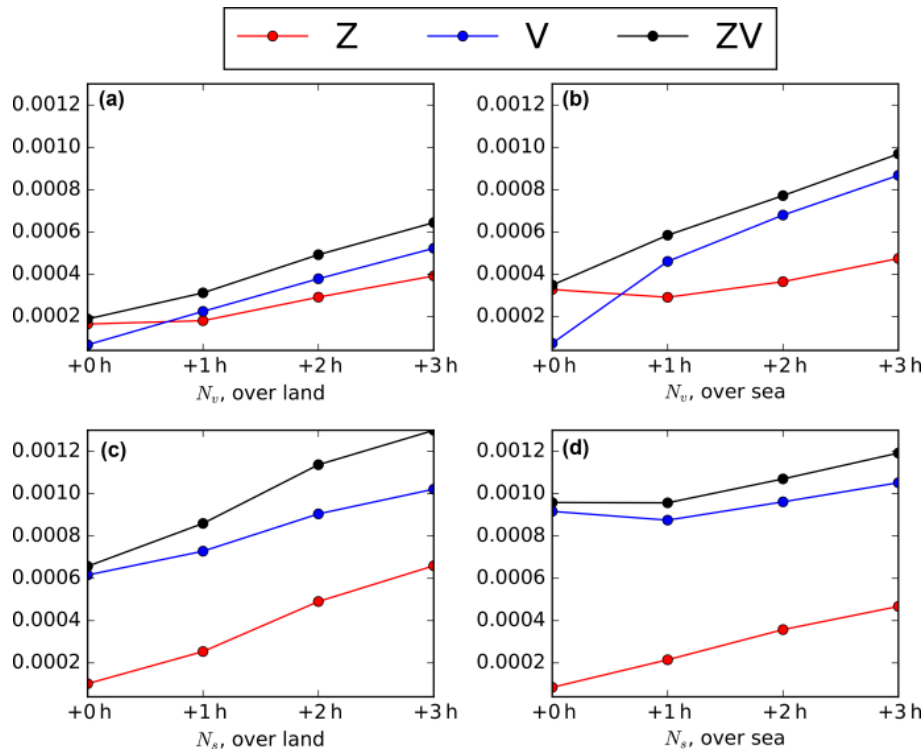 Z V ZV
(a) (b)
0.0012 0.0012
0.0010 0.0010
0.0008 0.0008
0.0006 0.0006
0.0004 0.0004
0.0002 0.0002
+0 h +1 h +2 h +3 h +0 h +1 h +2 h +3 h
N_v, over land N_v, over sea
(c) (d)
0.0012 0.0012
0.0010 0.0010
0.0008 0.0008
0.0006 0.0006
0.0004 0.0004
0.0002 0.0002
+0 h +1 h +2 h +3 h +0 h +1 h +2 h +3 h
N_s, over land N_s, over sea